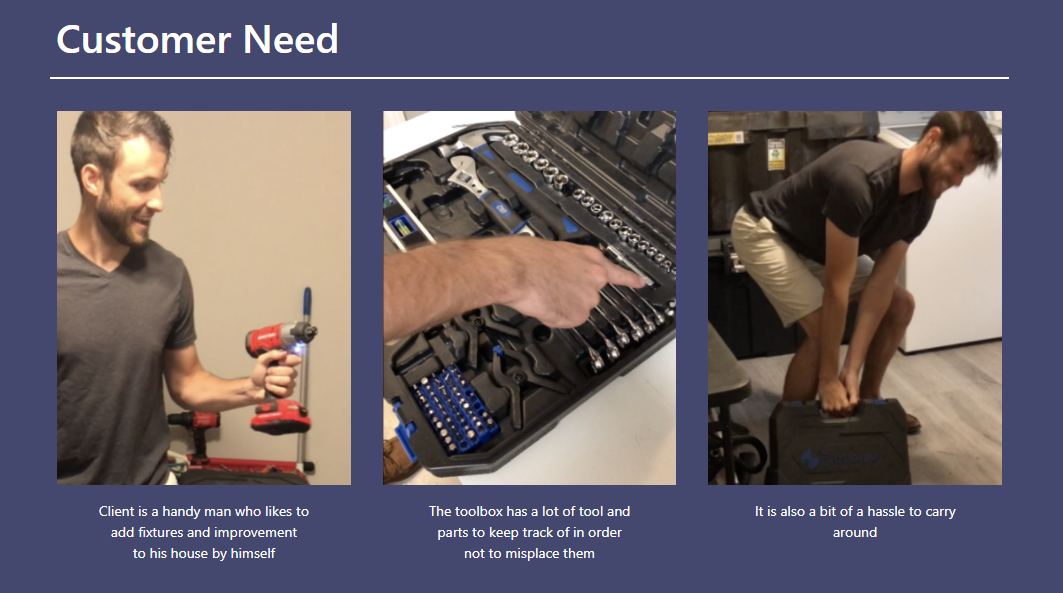 Customer Need
Client is a handy man who likes to
add fixtures and improvement
to his house by himself
The toolbox has a lot of tool and
parts to keep track of in order
not to misplace them
It is also a bit of a hassle to carry
around